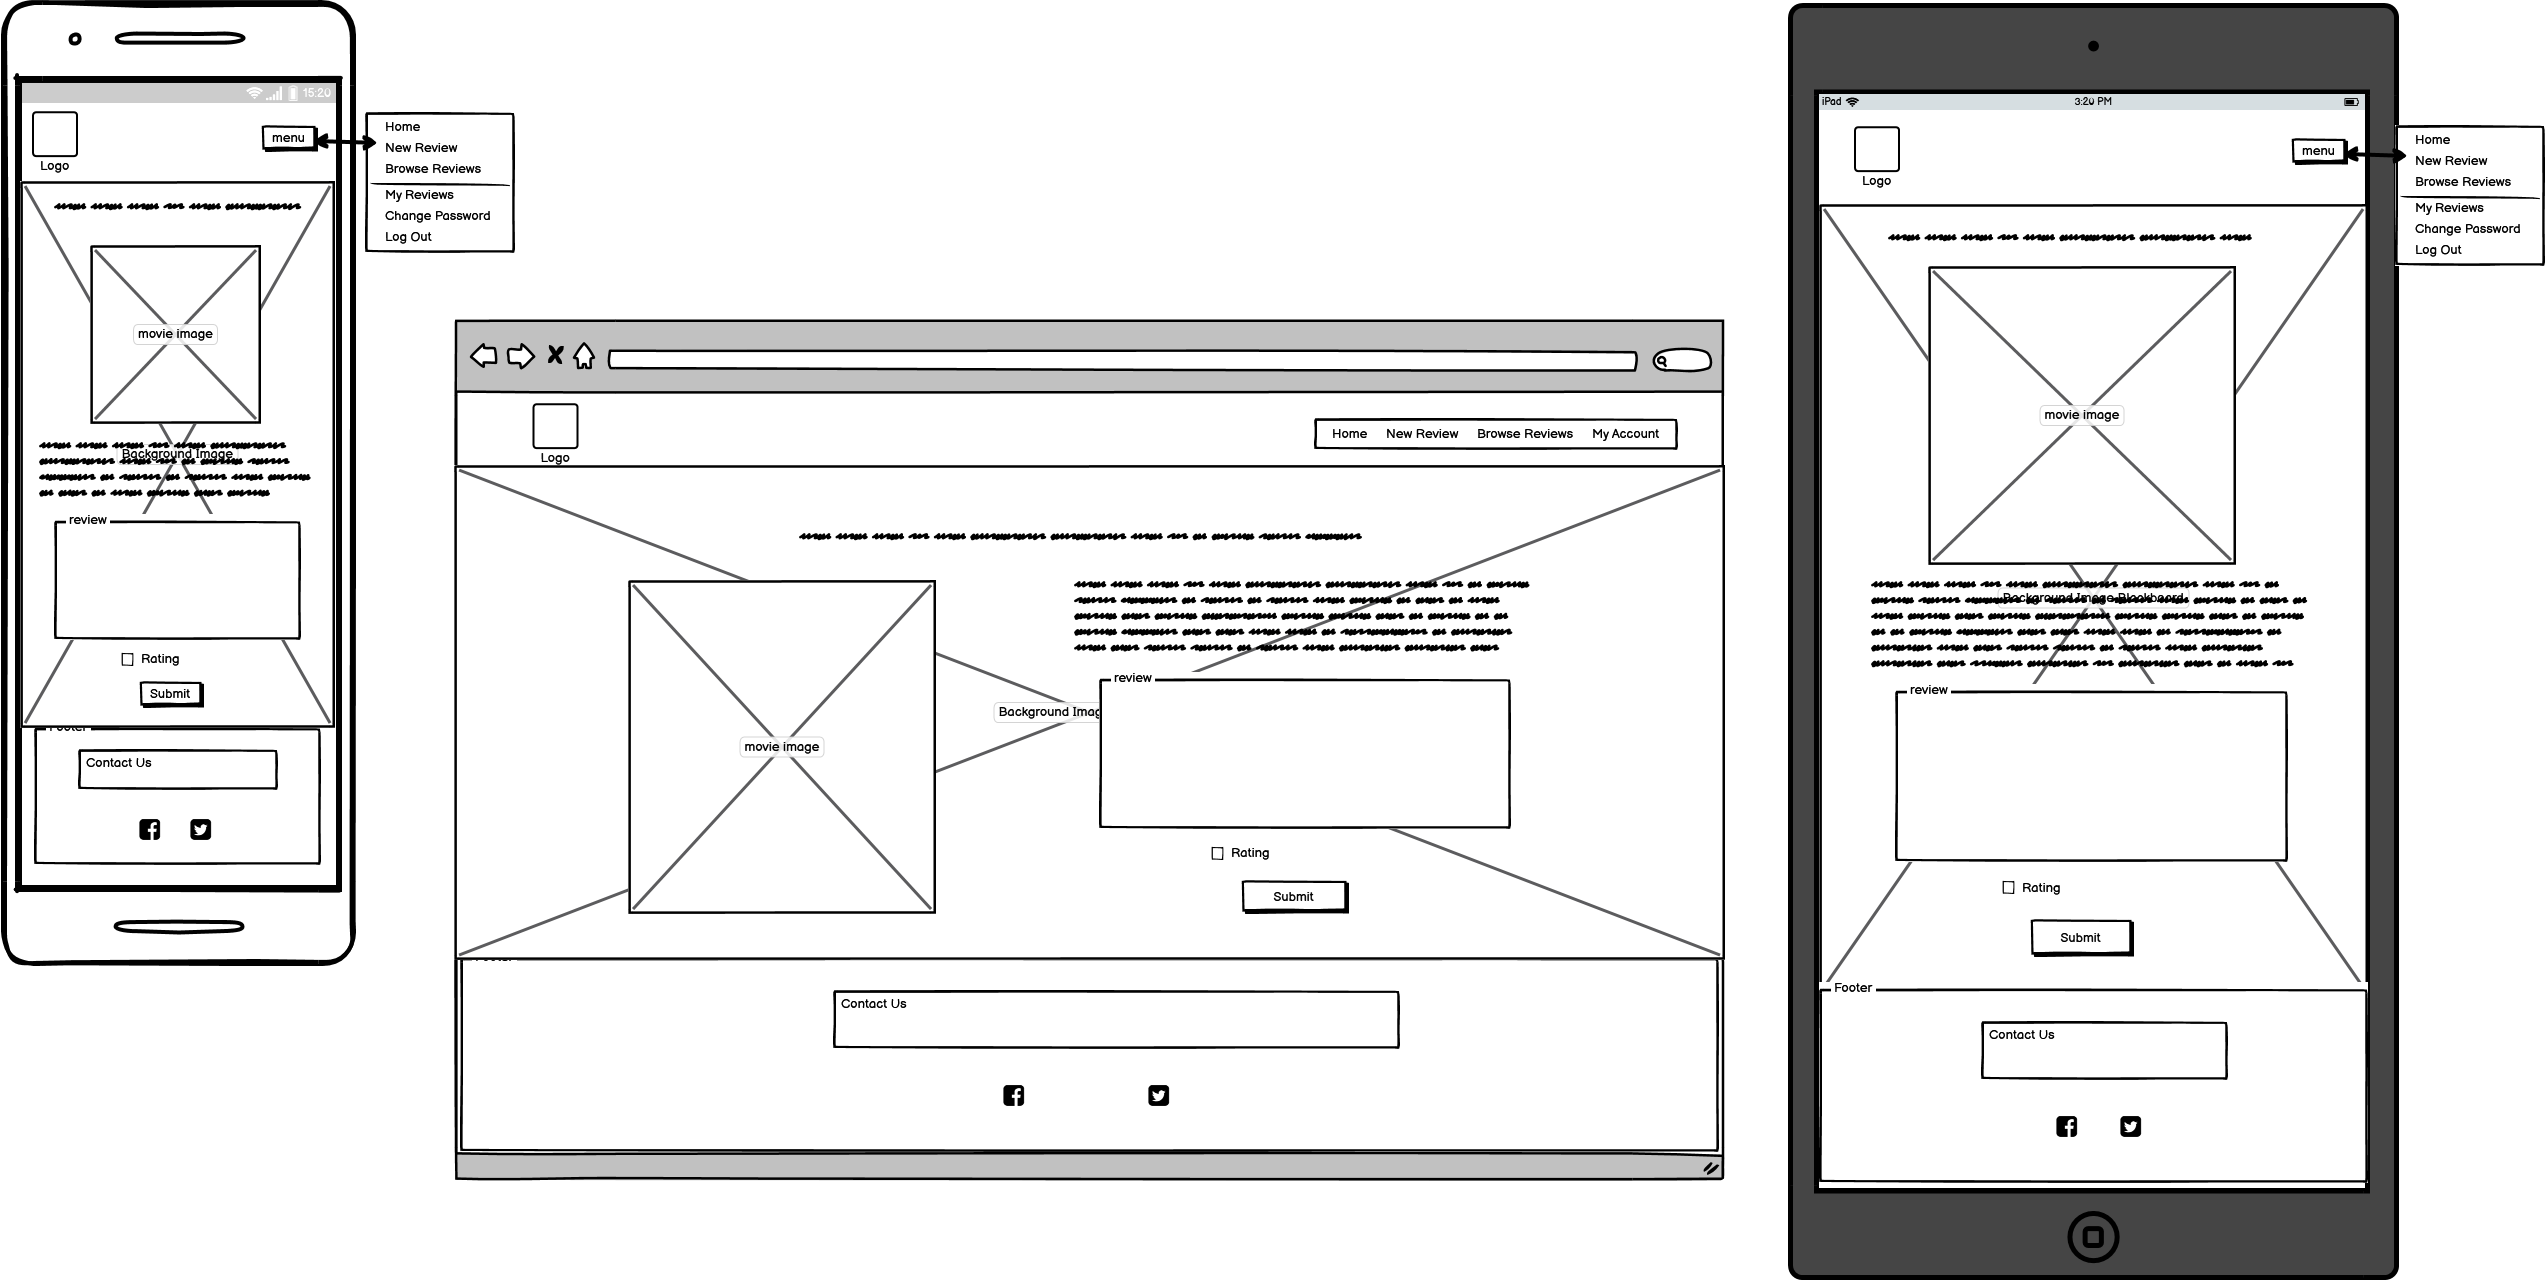 15:20
menu
Logo
Home
New Review
Browse Reviews
My Reviews
Change Password
Log Out
movie image
Background Image
review
Rating
Submit
Footer
Contact Us
Logo
Home New Review Browse Reviews My Account
movie image
Background Imag
review
Rating
Submit
Footer
Contact Us
iPad 3:20 PM
menu
Logo
Home
New Review
Browse Reviews
My Reviews
Change Password
Log Out
movie image
Background Image Blackboard
review
Rating
Submit
Footer
Contact Us